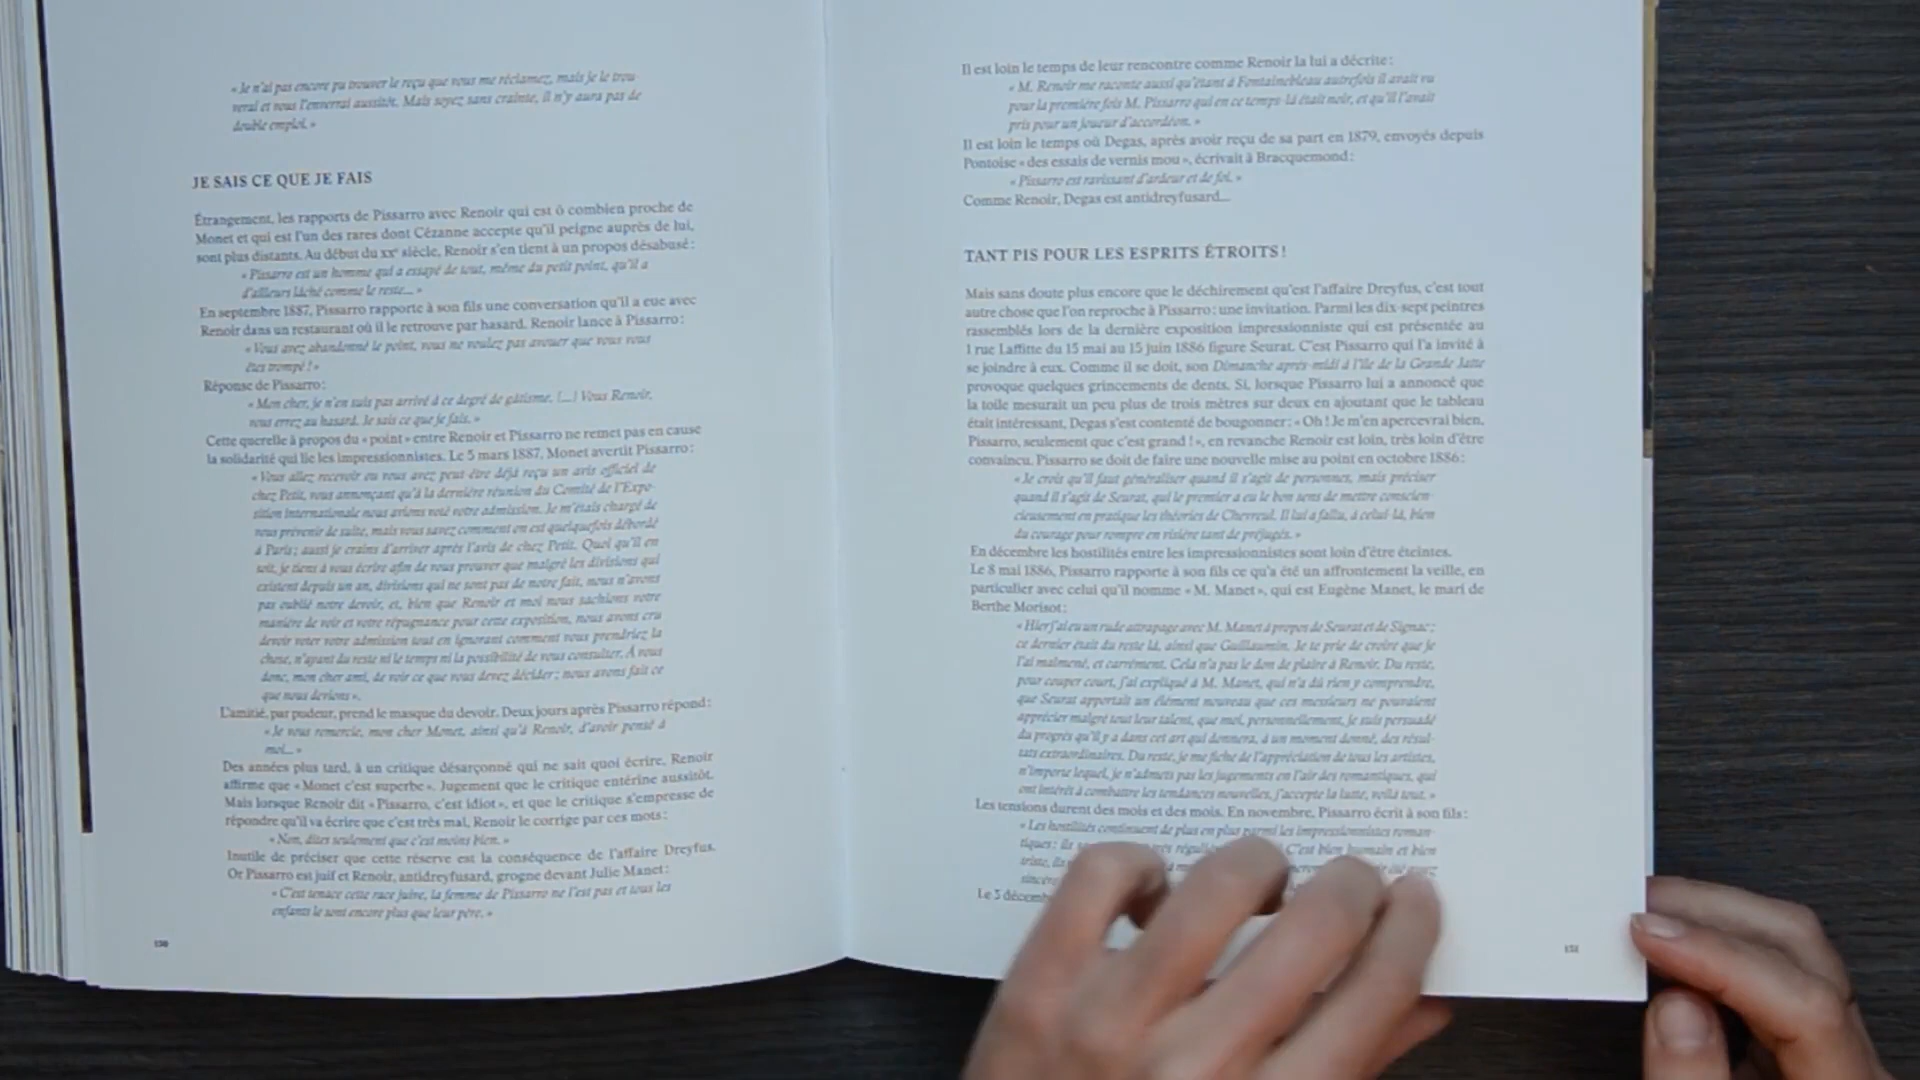 « Je n'ai pas encore pu trouver le reçu que vous me réclamez, mais je le trou-
verai et vous l'enverrai aussitôt. Mais soyez sans crainte, il n'y aura pas de
double emploi. »
JE SAIS CE QUE JE FAIS
Étrangement, les rapports de Pissarro avec Renoir qui est ô combien proche de
Monet et qui est l'un des rares dont Cézanne accepte qu'il peigne auprès de lui,
sont plus distants. Au début du XXe siècle, Renoir s'en tient à un propos désabusé :
« Pissarro est un homme qui a essayé de tout, même du petit point, qu'il a
d'ailleurs lâché comme le reste... »
En septembre 1887, Pissarro rapporte à son fils une conversation qu'il a eue avec
Renoir dans un restaurant où il le retrouve par hasard. Renoir lance à Pissarro :
« Vous avez abandonné le point, vous ne voulez pas avouer que vous vous
êtes trompé ! »
Réponse de Pissarro :
« Mon cher, je n'en suis pas arrivé à ce degré de gâtisme. [...] Vous Renoir,
vous errez au hasard. Je sais ce que je fais. »
Cette querelle à propos du « point » entre Renoir et Pissarro ne remet pas en cause
la solidarité qui lie les impressionnistes. Le 5 mars 1887, Monet avertit Pissarro :
« Vous allez recevoir ou vous avez peut-être déjà reçu un avis officiel de
chez Petit, vous annonçant qu'à la dernière réunion du Comité de l'Expo-
sition internationale nous avions voté votre admission. Je m'étais chargé de
vous prévenir de suite, mais vous savez comment on est quelquefois débordé
à Paris ; aussi je crains d'arriver après l'avis de chez Petit. Quoi qu'il en
soit, je tiens à vous écrire afin de vous prouver que malgré les divisions qui
existent depuis un an, divisions qui ne sont pas de notre fait, nous n'avons
pas oublié notre devoir, et, bien que Renoir et moi nous sachions votre
manière de voir et votre répugnance pour cette exposition, nous avons cru
devoir voter votre admission tout en ignorant comment vous prendriez la
chose, n'ayant du reste ni le temps ni la possibilité de vous consulter. À vous
donc, mon cher ami, de voir ce que vous devez décider ; nous avons fait ce
que nous devions ».
L'amitié, par pudeur, prend le masque du devoir. Deux jours après Pissarro répond :
« Je vous remercie, mon cher Monet, ainsi qu'à Renoir, d'avoir pensé à
moi... »
Des années plus tard, à un critique désarçonné qui ne sait quoi écrire, Renoir
affirme que « Monet c'est superbe ». Jugement que le critique entérine aussitôt.
Mais lorsque Renoir dit « Pissarro, c'est idiot », et que le critique s'empresse de
répondre qu'il va écrire que c'est très mal, Renoir le corrige par ces mots :
« Non, dites seulement que c'est moins bien. »
Inutile de préciser que cette réserve est la conséquence de l'affaire Dreyfus.
Or Pissarro est juif et Renoir, antidreyfusard, grogne devant Julie Manet :
« C'est tenace cette race juive, la femme de Pissarro ne l'est pas et tous les
enfants le sont encore plus que leur père. »
150
Il est loin le temps de leur rencontre comme Renoir la lui a décrite :
« M. Renoir me raconte aussi qu'étant à Fontainebleau autrefois il avait vu
pour la première fois M. Pissarro qui en ce temps-là était noir, et qu'il l'avait
pris pour un joueur d'accordéon. »
Il est loin le temps où Degas, après avoir reçu de sa part en 1879, envoyés depuis
Pontoise « des essais de vernis mou », écrivait à Bracquemond :
« Pissarro est ravissant d'ardeur et de foi. »
Comme Renoir, Degas est antidreyfusard...
TANT PIS POUR LES ESPRITS ÉTROITS !
Mais sans doute plus encore que le déchirement qu'est l'affaire Dreyfus, c'est tout
autre chose que l'on reproche à Pissarro : une invitation. Parmi les dix-sept peintres
rassemblés lors de la dernière exposition impressionniste qui est présentée au
1 rue Laffitte du 15 mai au 15 juin 1886 figure Seurat. C'est Pissarro qui l'a invité à
se joindre à eux. Comme il se doit, son Dimanche après-midi à l'île de la Grande Jatte
provoque quelques grincements de dents. Si, lorsque Pissarro lui a annoncé que
la toile mesurait un peu plus de trois mètres sur deux en ajoutant que le tableau
était intéressant, Degas s'est contenté de bougonner : « Oh ! Je m'en apercevrai bien,
Pissarro, seulement que c'est grand ! », en revanche Renoir est loin, très loin d'être
convaincu. Pissarro se doit de faire une nouvelle mise au point en octobre 1886 :
« Je crois qu'il faut généraliser quand il s'agit de personnes, mais préciser
quand il s'agit de Seurat, qui le premier a eu le bon sens de mettre conscien-
cieusement en pratique les théories de Chevreul. Il lui a fallu, à celui-là, bien
du courage pour rompre en visière tant de préjugés. »
En décembre les hostilités entre les impressionnistes sont loin d'être éteintes.
Le 8 mai 1886, Pissarro rapporte à son fils ce qu'a été un affrontement la veille, en
particulier avec celui qu'il nomme « M. Manet », qui est Eugène Manet, le mari de
Berthe Morisot :
« Hier j'ai eu un rude attrapage avec M. Manet à propos de Seurat et de Signac ;
ce dernier était du reste là, ainsi que Guillaumin. Je te prie de croire que je
l'ai malmené, et carrément. Cela n'a pas le don de plaire à Renoir. Du reste,
pour couper court, j'ai expliqué à M. Manet, qui n'a dû rien y comprendre,
que Seurat apportait un élément nouveau que ces messieurs ne pouvaient
apprécier malgré tout leur talent, que moi, personnellement, je suis persuadé
du progrès qu'il y a dans cet art qui donnera, à un moment donné, des résul-
tats extraordinaires. Du reste, je me fiche de l'appréciation de tous les artistes,
n'importe lequel, je n'admets pas les jugements en l'air des romantiques, qui
ont intérêt à combattre les tendances nouvelles, j'accepte la lutte, voilà tout. »
Les tensions durent des mois et des mois. En novembre, Pissarro écrit à son fils :
« Les hostilités continuent de plus en plus parmi les impressionnistes roman-
tiques : ils C'est bien humain et bien
triste, ils
Le 3 décemb
151